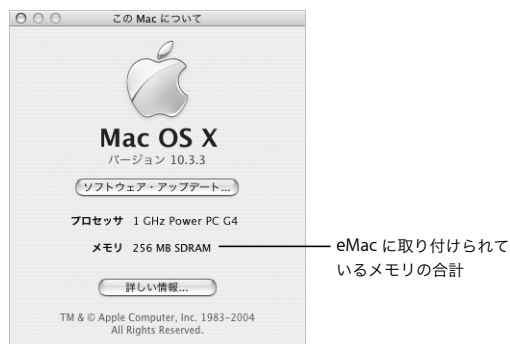 この Mac について
Mac OS X
バージョン 10.3.3
ソフトウェア・アップデート...
プロセッサ 1 GHz Power PC G4
メモリ 256 MB SDRAM
eMac に取り付けられて
いるメモリの合計
詳しい情報...
TM & © Apple Computer, Inc. 1983-2004
All Rights Reserved.